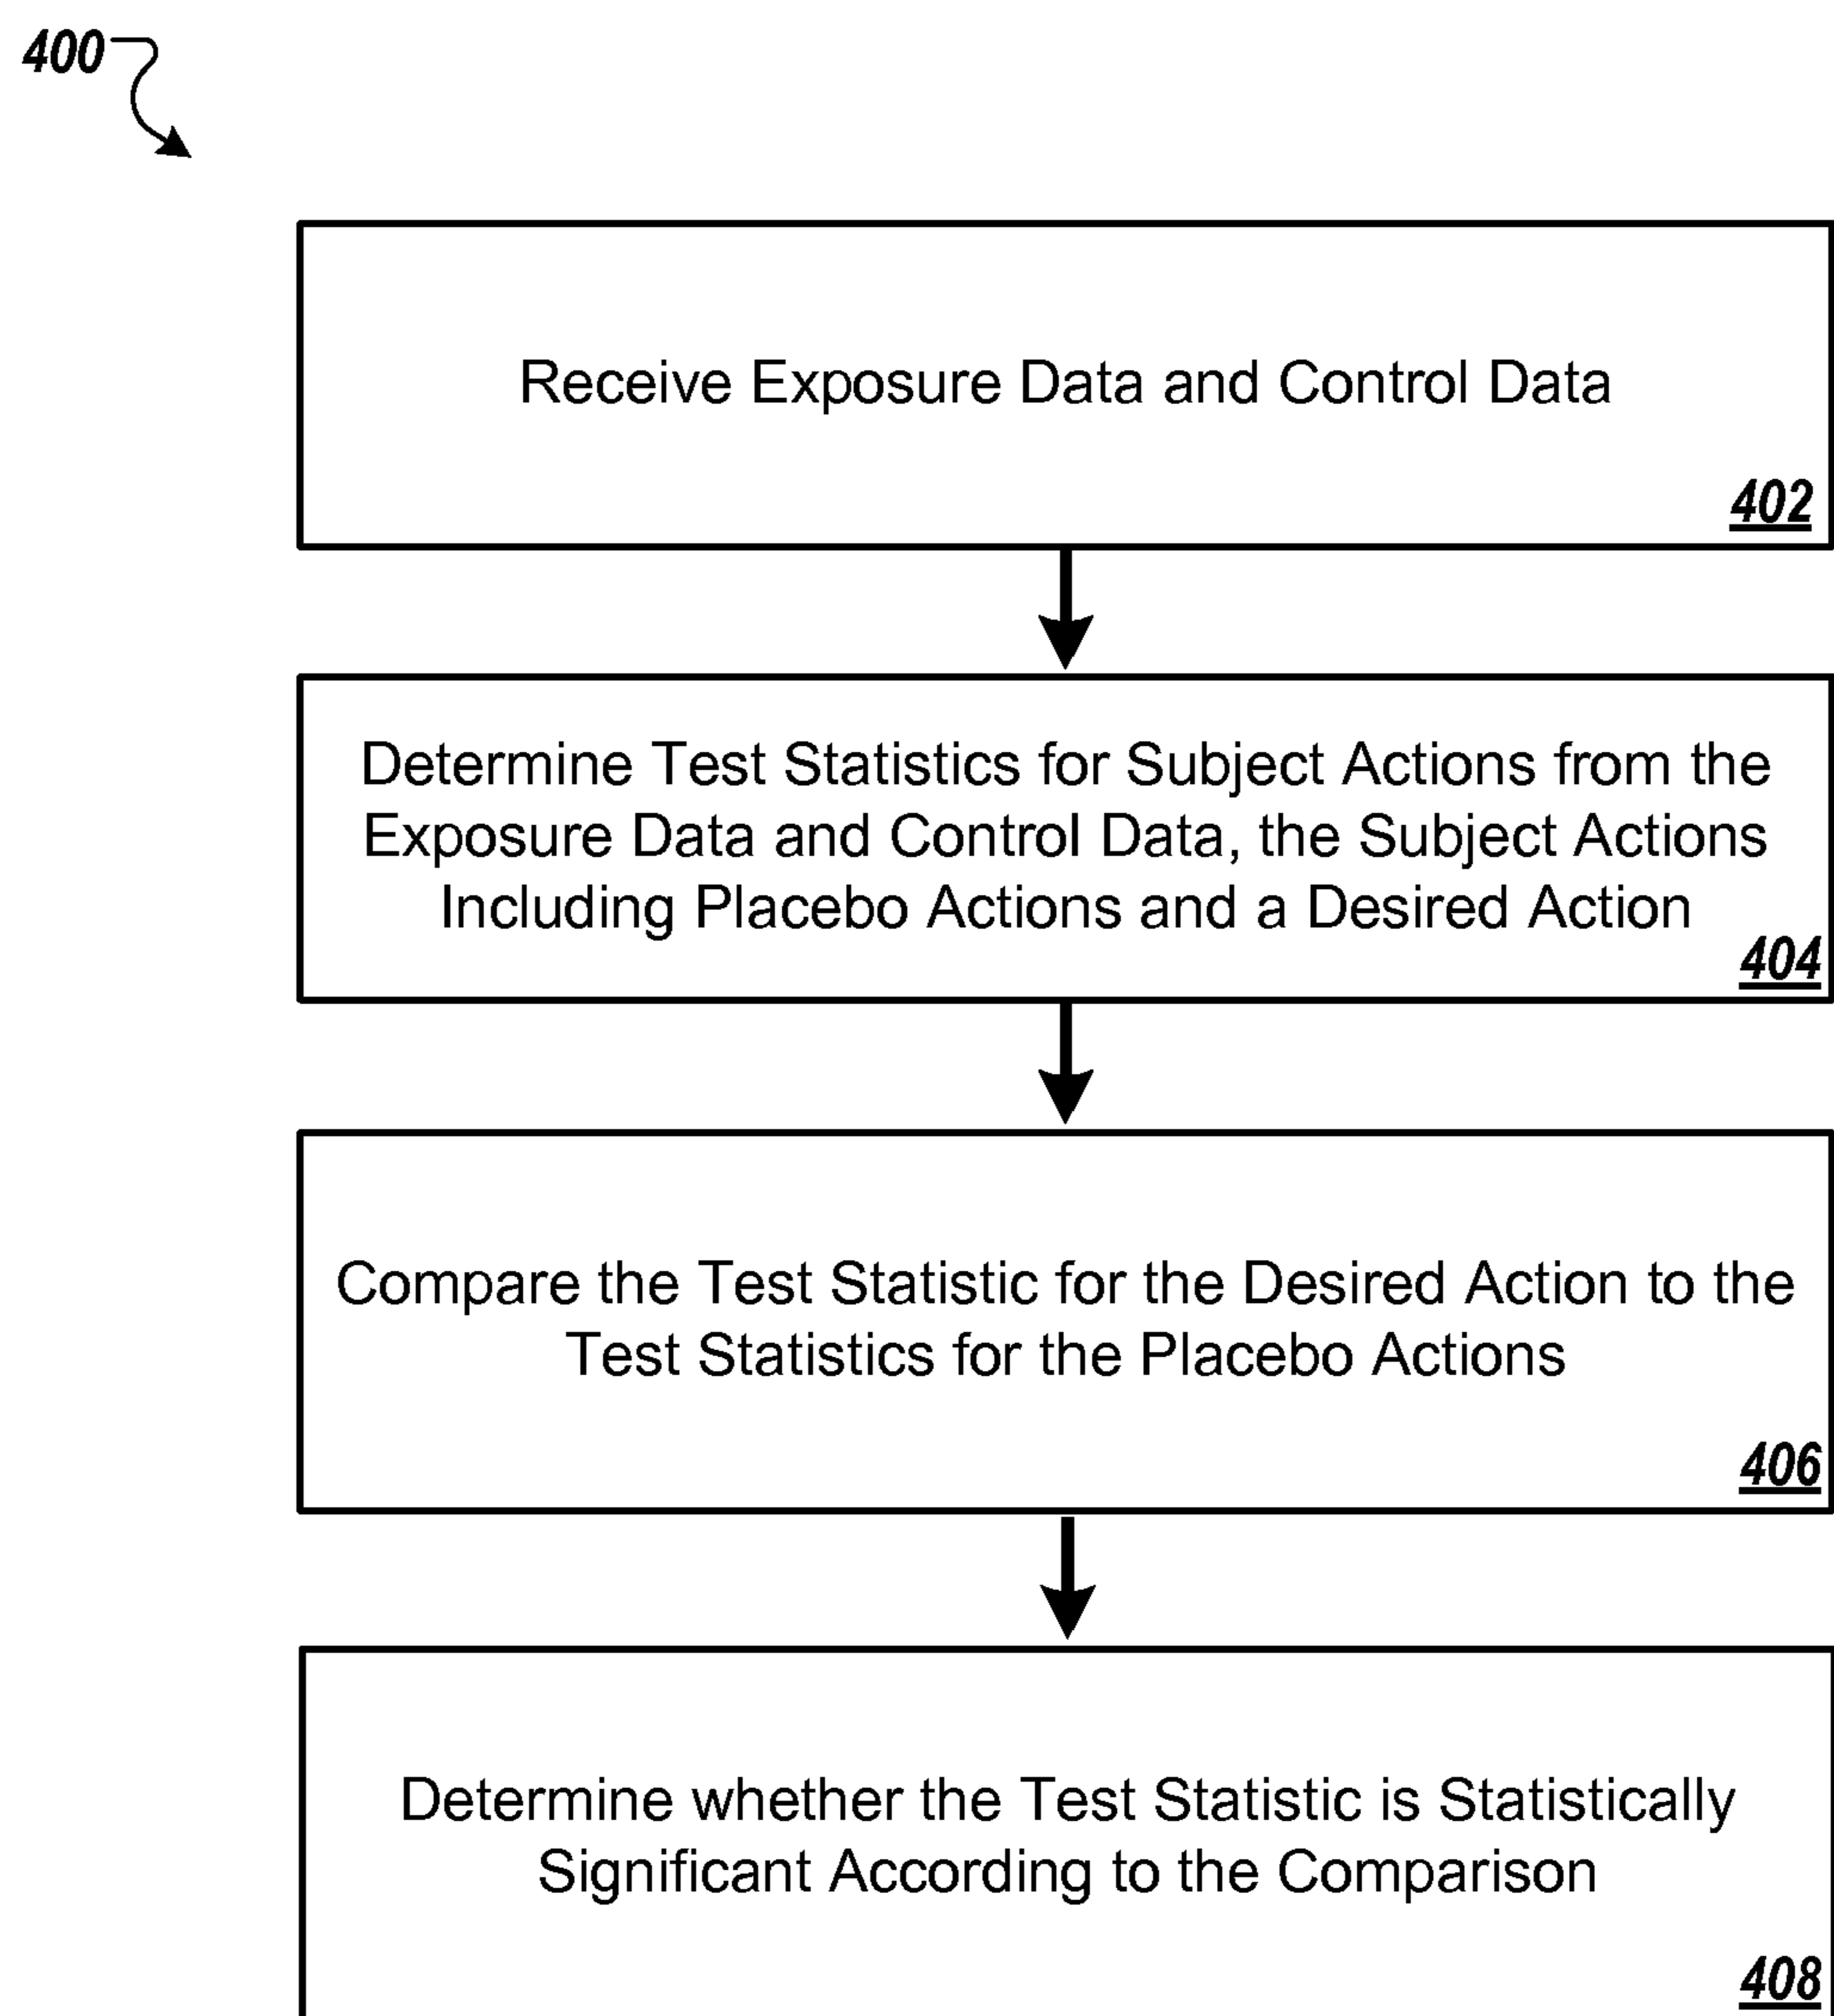 400
Receive Exposure Data and Control Data
402
Determine Test Statistics for Subject Actions from the
Exposure Data and Control Data, the Subject Actions
Including Placebo Actions and a Desired Action
404
Compare the Test Statistic for the Desired Action to the
Test Statistics for the Placebo Actions
406
Determine whether the Test Statistic is Statistically
Significant According to the Comparison
408